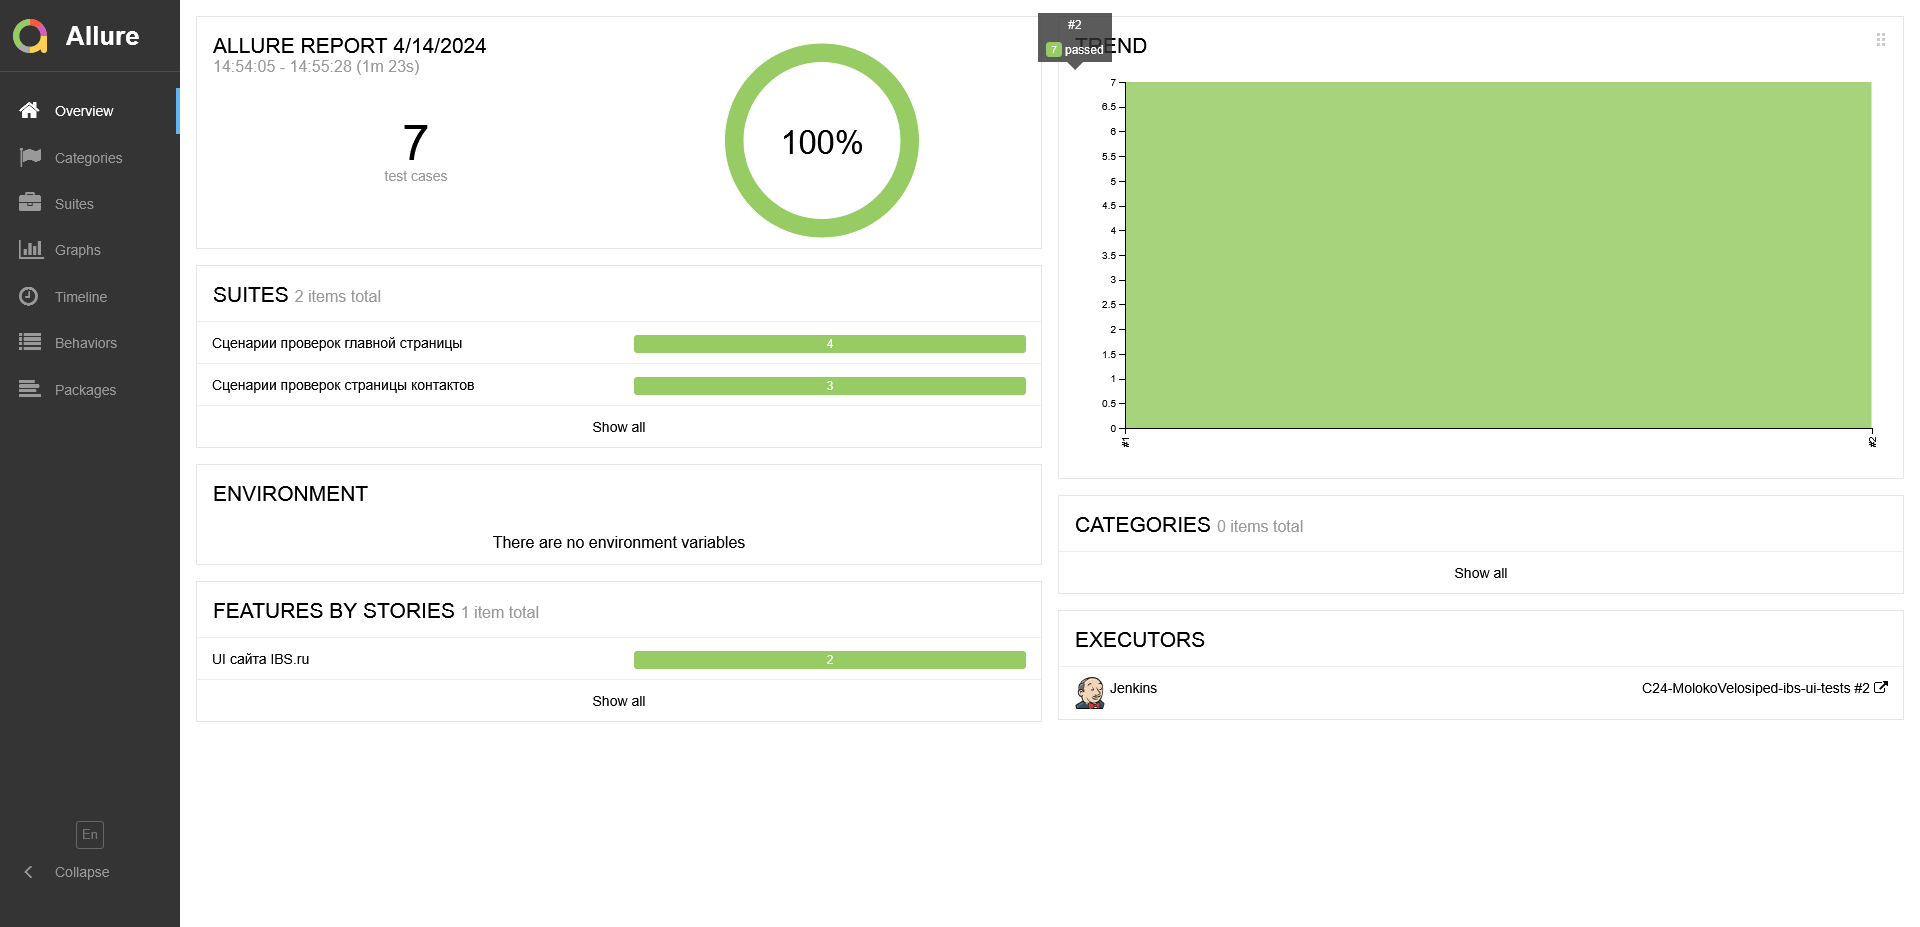 Allure
Overview
Categories
Suites
Graphs
Timeline
Behaviors
Packages
En
Collapse
ALLURE REPORT 4/14/2024
14:54:05 - 14:55:28 (1m 23s)
7
test cases
100%
SUITES 2 items total
Сценарии проверок главной страницы 4
Сценарии проверок страницы контактов 3
Show all
ENVIRONMENT
There are no environment variables
FEATURES BY STORIES 1 item total
UI сайта IBS.ru 2
Show all
#2
7 passed
TREND
7
6.5
6
5.5
5
4.5
4
3.5
3
2.5
2
1.5
1
0.5
0
#1
#2
CATEGORIES 0 items total
Show all
EXECUTORS
Jenkins C24-MolokoVelosiped-ibs-ui-tests #2